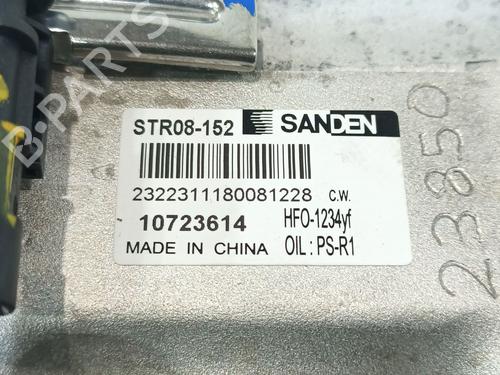 STR08-152 SANDEN
2322311180081228 C.W.
10723614 HFO-1234yf
MADE IN CHINA OIL : PS-R1
23850
B-PARTS